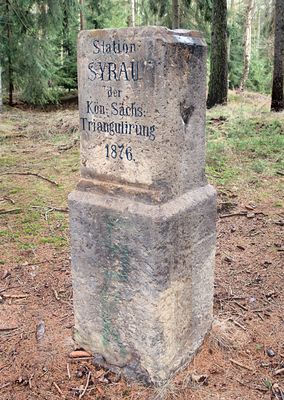 Station
SYRAU
der
Kön: Sächs:
Triangulirung
1876.